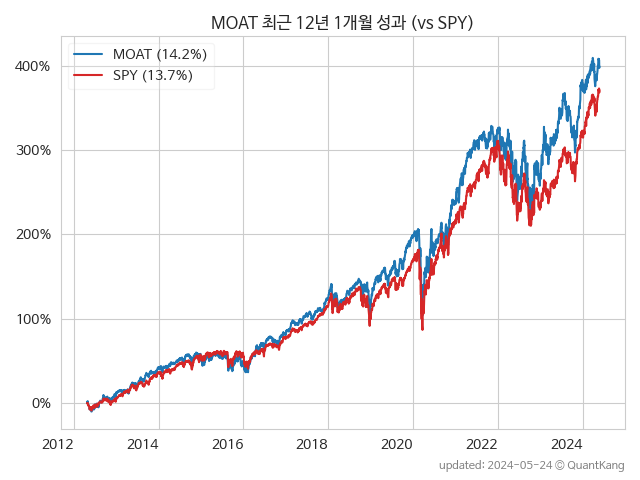 MOAT 최근 12년 1개월 성과 (vs SPY)
MOAT (14.2%)
SPY (13.7%)
400%
300%
200%
100%
0%
2012 2014 2016 2018 2020 2022 2024
updated: 2024-05-24 © QuantKang